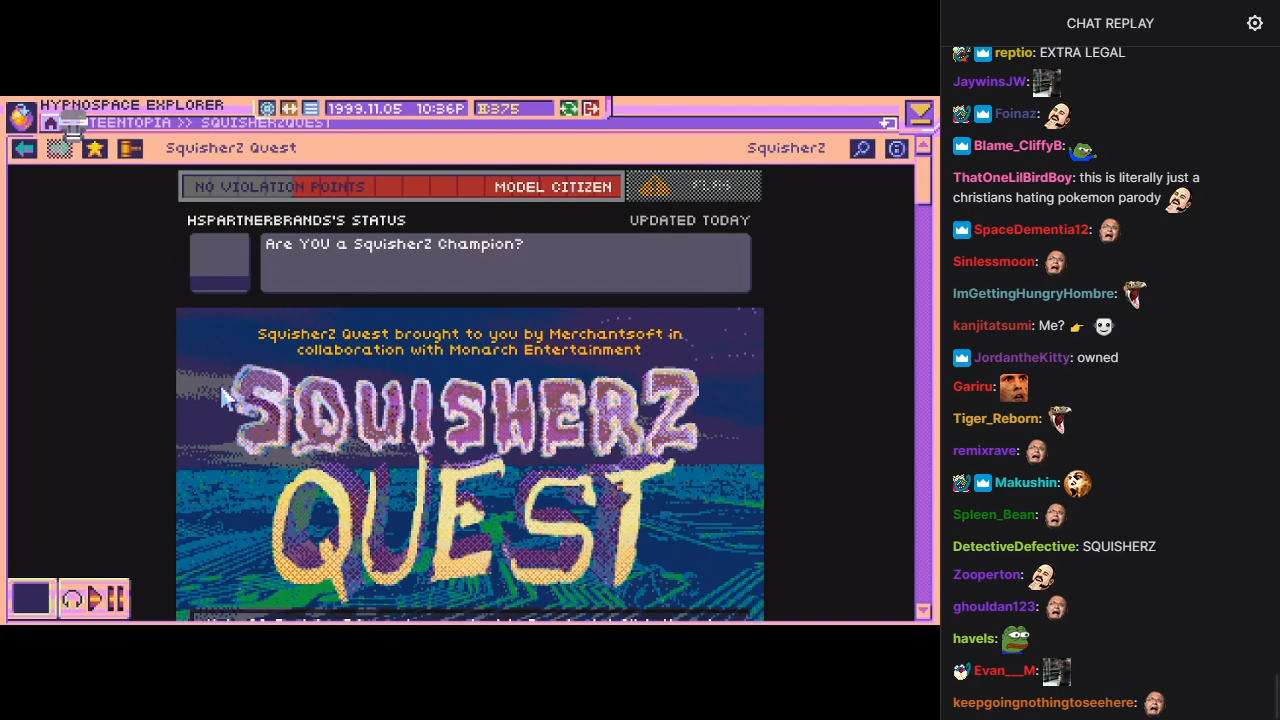 HYPNOSPACE EXPLORER
1999.11.05 10:36P
375
TEENTOPIA >> SQUISHERZQUEST
SquisherZ Quest
SquisherZ
NO VIOLATION POINTS
MODEL CITIZEN
FLAG
HSPARTNERBRANDS'S STATUS
UPDATED TODAY
Are YOU a SquisherZ Champion?
SquisherZ Quest brought to you by Merchantsoft in
collaboration with Monarch Entertainment
SQUISHERZ
QUEST
CHAT REPLAY
reptio: EXTRA LEGAL
JaywinsJW:
Foinaz:
Blame_CliffyB:
ThatOneLilBirdBoy: this is literally just a
christians hating pokemon parody
SpaceDementia12:
Sinlessmoon:
ImGettingHungryHombre:
kanjitatsumi: Me?
JordantheKitty: owned
Gariru:
Tiger_Reborn:
remixrave:
Makushin:
Spleen_Bean:
DetectiveDefective: SQUISHERZ
Zooperton:
ghouldan123:
havels:
Evan___M:
keepgoingnothingtoseehere: